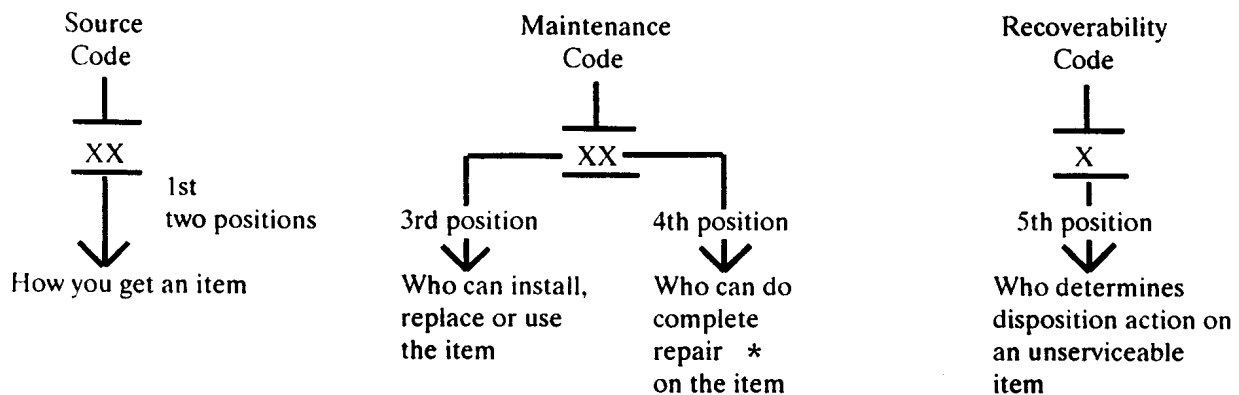 Source
Code
XX
1st
two positions
How you get an item
Maintenance
Code
XX
3rd position
Who can install,
replace or use
the item
4th position
Who can do
complete
repair *
on the item
Recoverability
Code
X
5th position
Who determines
disposition action on
an unserviceable
item